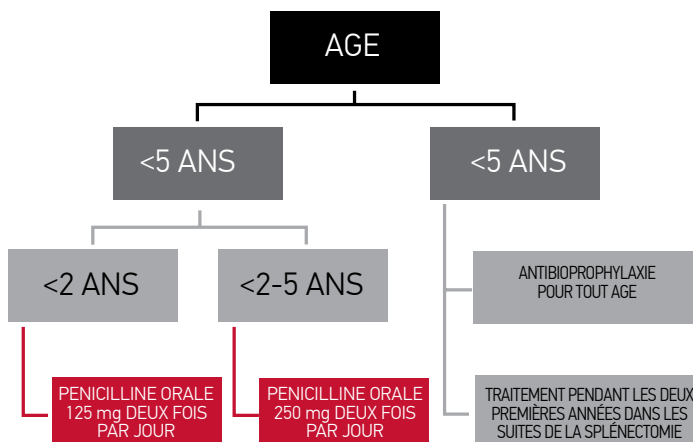 AGE
<5 ANS
<5 ANS
<2 ANS
<2-5 ANS
ANTIBIOPROPHYLAXIE
POUR TOUT AGE
PENICILLINE ORALE
125 mg DEUX FOIS
PAR JOUR
PENICILLINE ORALE
250 mg DEUX FOIS
PAR JOUR
TRAITEMENT PENDANT LES DEUX
PREMIÈRES ANNÉES DANS LES
SUITES DE LA SPLÉNECTOMIE